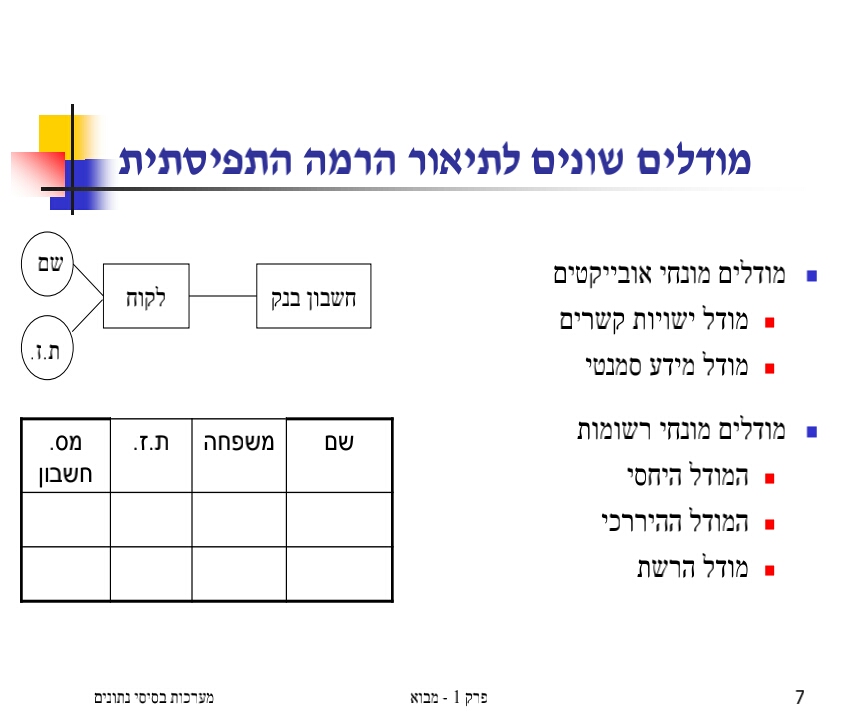 מודלים שונים לתיאור הרמה התפיסתית
מודלים מונחי אובייקטים
מודל ישויות קשרים
מודל מידע סמנטי
מודלים מונחי רשומות
המודל היחסי
המודל ההיררכי
מודל הרשת
שם
ת.ז.
לקוח
חשבון בנק
שם משפחה ת.ז. מס.
חשבון
7 פרק 1 - מבוא מערכות בסיסי נתונים